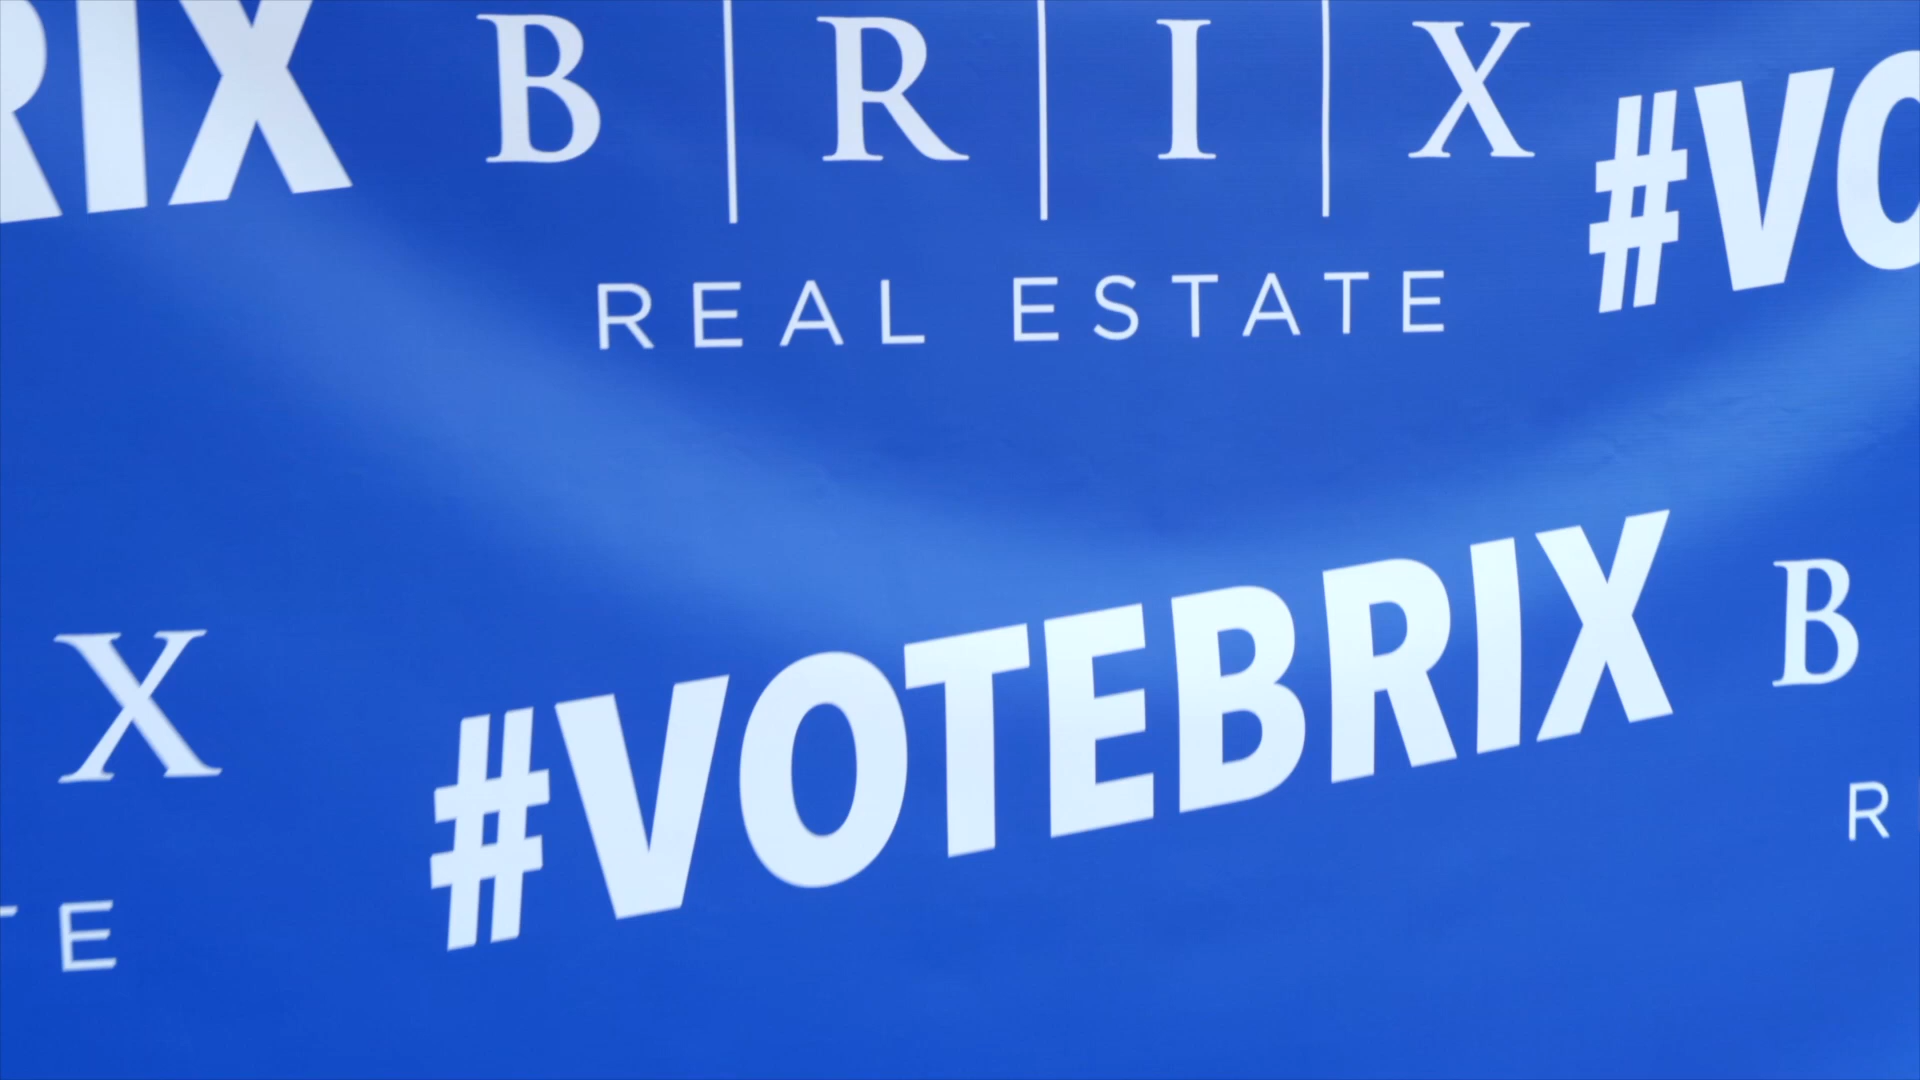 RIX
B|R|I|X
REAL ESTATE
#VO
X
TE
#VOTEBRIX
B
R